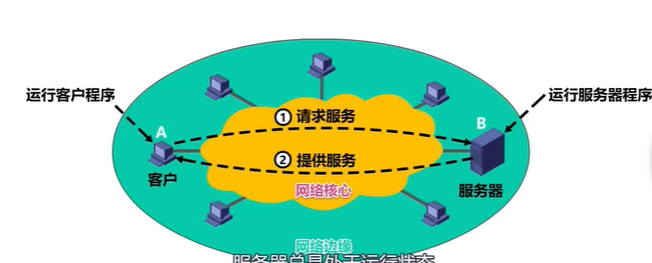 运行客户程序
运行服务器程序
① 请求服务
A
B
② 提供服务
客户
服务器
网络核心
网络边缘
服务器总是处于运行状态